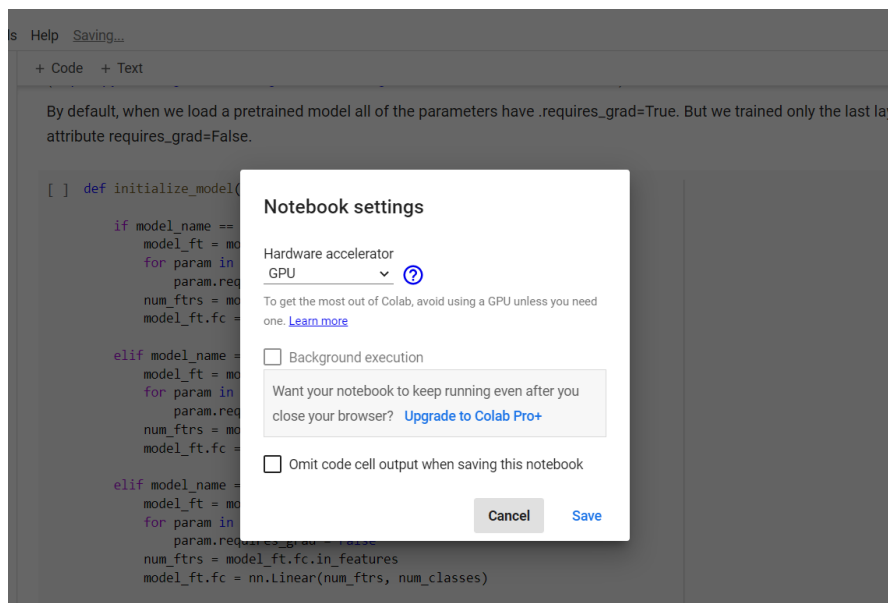 ls Help Saving...
+ Code + Text
By default, when we load a pretrained model all of the parameters have .requires_grad=True. But we trained only the last la
attribute requires_grad=False.
[ ] def initialize_model(
if model_name ==
model_ft = mo
for param in
param.req
num_ftrs = mo
model_ft.fc =
elif model_name =
model_ft = mo
for param in
param.req
num_ftrs = mo
model_ft.fc =
elif model_name =
model_ft = mo
for param in
param.requires_grad = False
num_ftrs = model_ft.fc.in_features
model_ft.fc = nn.Linear(num_ftrs, num_classes)
Notebook settings
Hardware accelerator
GPU
To get the most out of Colab, avoid using a GPU unless you need
one. Learn more
Background execution
Want your notebook to keep running even after you
close your browser? Upgrade to Colab Pro+
Omit code cell output when saving this notebook
Cancel Save